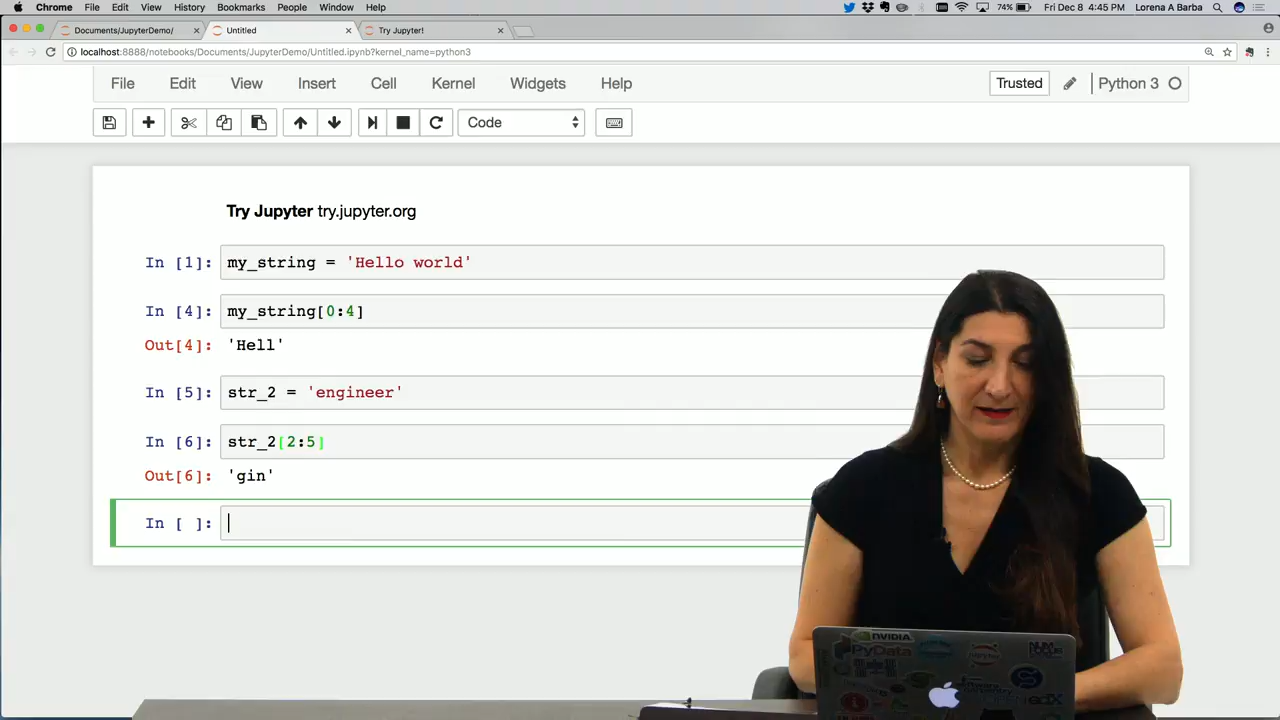 Chrome File Edit View History Bookmarks People Window Help 74% Fri Dec 8 4:45 PM Lorena A Barba
Documents/JupyterDemo/ Untitled Try Jupyter!
localhost:8888/notebooks/Documents/JupyterDemo/Untitled.ipynb?kernel_name=python3
File Edit View Insert Cell Kernel Widgets Help Trusted Python 3
Code
Try Jupyter try.jupyter.org
In [1]: my_string = 'Hello world'
In [4]: my_string[0:4]
Out[4]: 'Hell'
In [5]: str_2 = 'engineer'
In [6]: str_2[2:5]
Out[6]: 'gin'
In [ ]:
NVIDIA
PyData